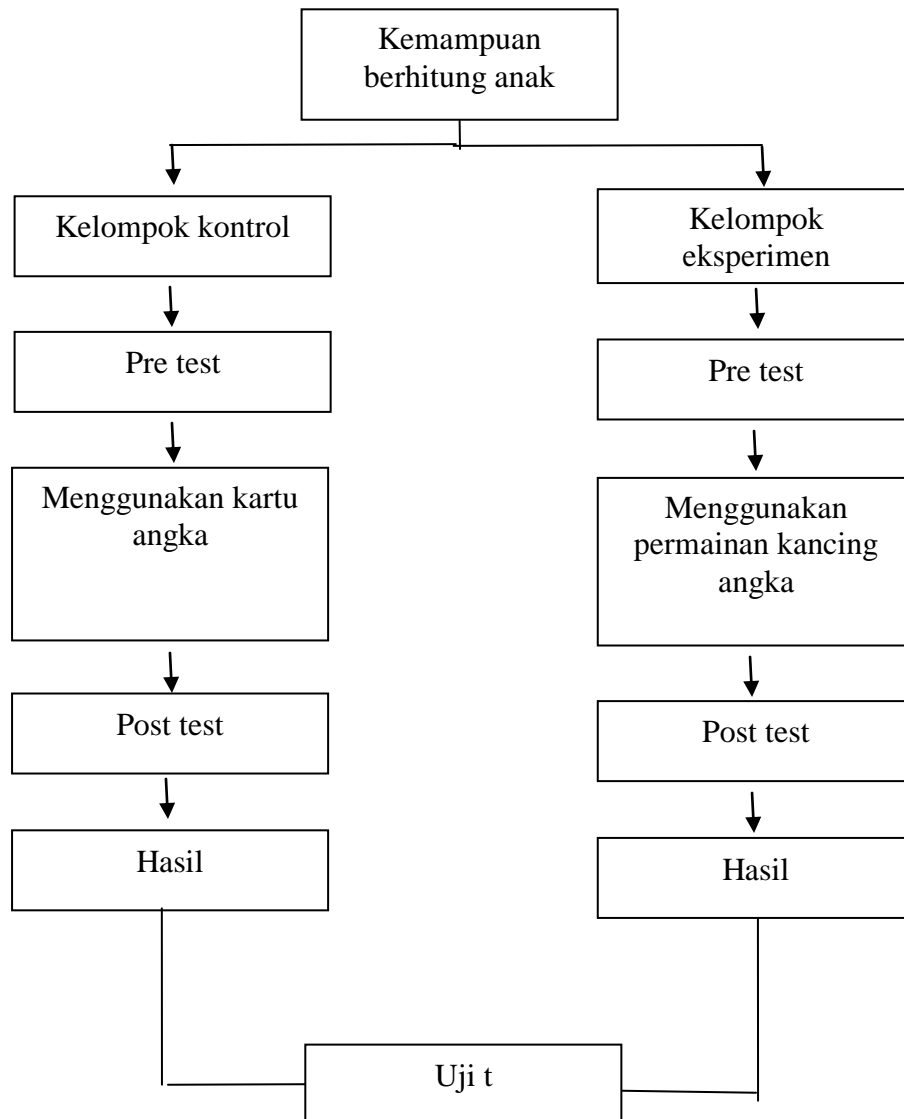 Kemampuan
berhitung anak
Kelompok kontrol
Kelompok
eksperimen
Pre test
Pre test
Menggunakan kartu
angka
Menggunakan
permainan kancing
angka
Post test
Post test
Hasil
Hasil
Uji t